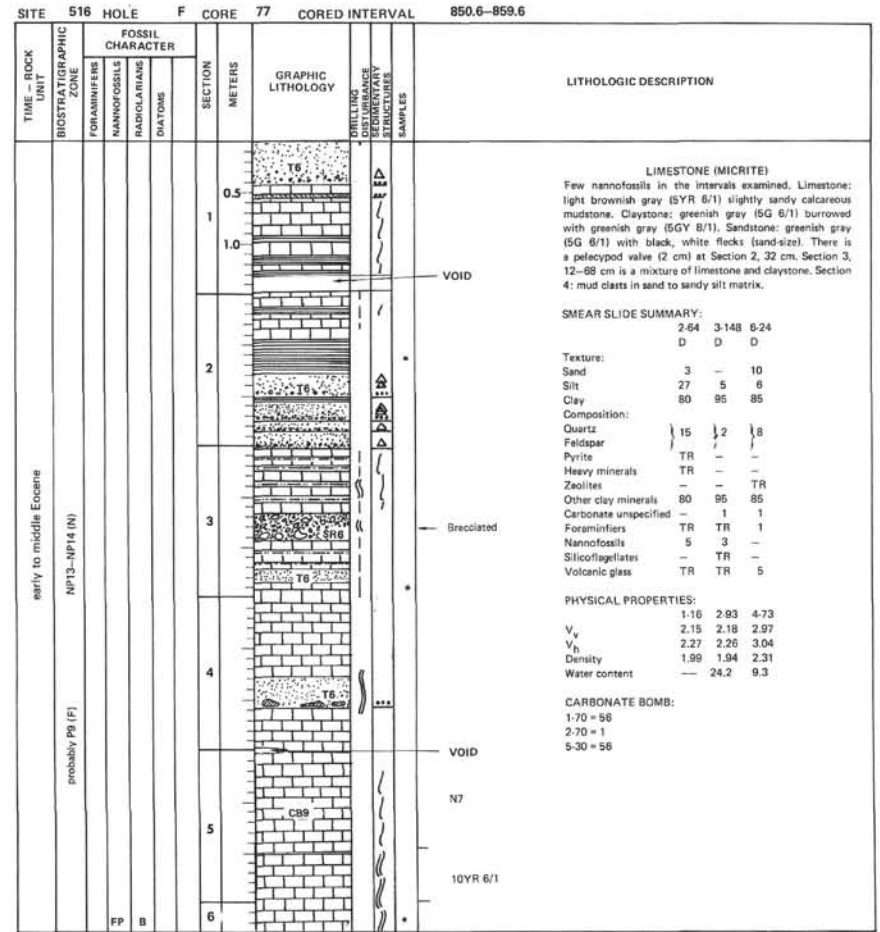 SITE 516 HOLE F CORE 77 CORED INTERVAL 850.6–859.6
TIME – ROCK UNIT
BIOSTRATIGRAPHIC ZONE
FOSSIL CHARACTER
FORAMINIFERS
NANNOFOSSILS
RADIOLARIANS
DIATOMS
SECTION
METERS
GRAPHIC LITHOLOGY
DRILLING DISTURBANCE
SEDIMENTARY STRUCTURES
SAMPLES
LITHOLOGIC DESCRIPTION
early to middle Eocene
NP13–NP14 (N)
probably P9 (F)
FP B
1
0.5
1.0
2
3
4
5
6
T6
T6
SR6
T6
T6
CB9
VOID
Brecciated
VOID
N7
10YR 6/1
*
*
*
LIMESTONE (MICRITE)
Few nannofossils in the intervals examined. Limestone:
light brownish gray (5YR 6/1) slightly sandy calcareous
mudstone. Claystone: greenish gray (5G 6/1) burrowed
with greenish gray (5GY 8/1). Sandstone: greenish gray
(5G 6/1) with black, white flecks (sand-size). There is
a pelecypod valve (2 cm) at Section 2, 32 cm. Section 3,
12–68 cm is a mixture of limestone and claystone. Section
4: mud clasts in sand to sandy silt matrix.
SMEAR SLIDE SUMMARY:
2-64 3-148 6-24
D D D
Texture:
Sand 3 – 10
Silt 27 5 6
Clay 80 95 85
Composition:
Quartz
Feldspar } 15 } 2 } 8
Pyrite TR – –
Heavy minerals TR – –
Zeolites – – TR
Other clay minerals 80 95 85
Carbonate unspecified – 1 1
Foraminfiers TR TR 1
Nannofossils 5 3 –
Silicoflagellates – TR –
Volcanic glass TR TR 5
PHYSICAL PROPERTIES:
1-16 2-93 4-73
Vv 2.15 2.18 2.97
Vh 2.27 2.26 3.04
Density 1.99 1.94 2.31
Water content –– 24.2 9.3
CARBONATE BOMB:
1-70 = 56
2-70 = 1
5-30 = 56